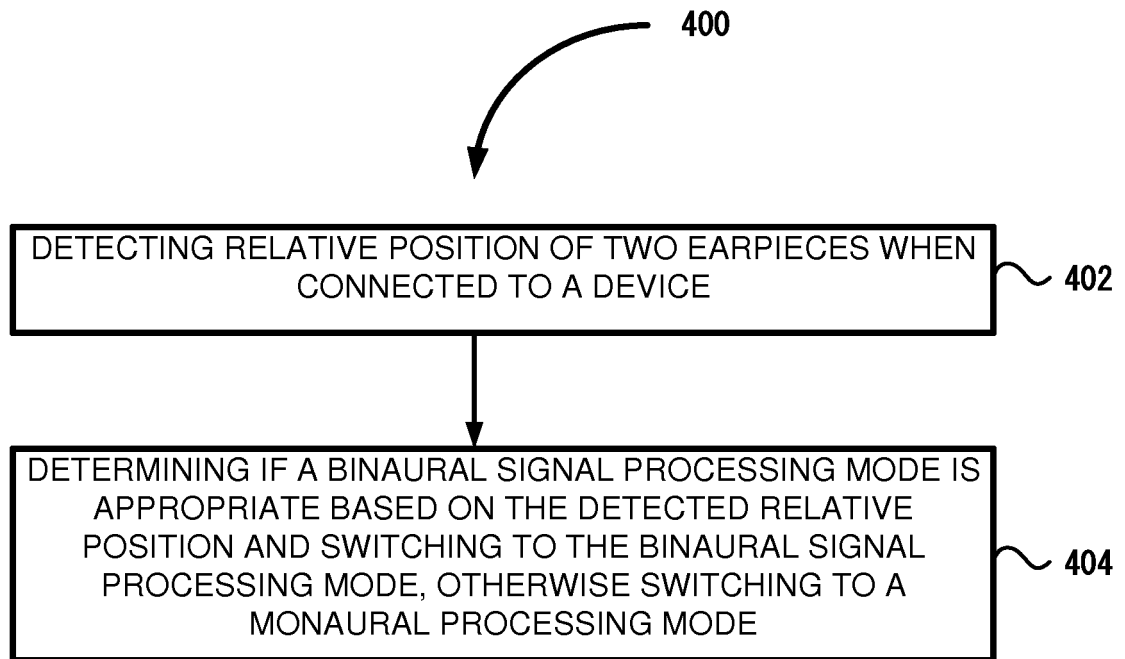 400
DETECTING RELATIVE POSITION OF TWO EARPIECES WHEN
CONNECTED TO A DEVICE
402
DETERMINING IF A BINAURAL SIGNAL PROCESSING MODE IS
APPROPRIATE BASED ON THE DETECTED RELATIVE
POSITION AND SWITCHING TO THE BINAURAL SIGNAL
PROCESSING MODE, OTHERWISE SWITCHING TO A
MONAURAL PROCESSING MODE
404